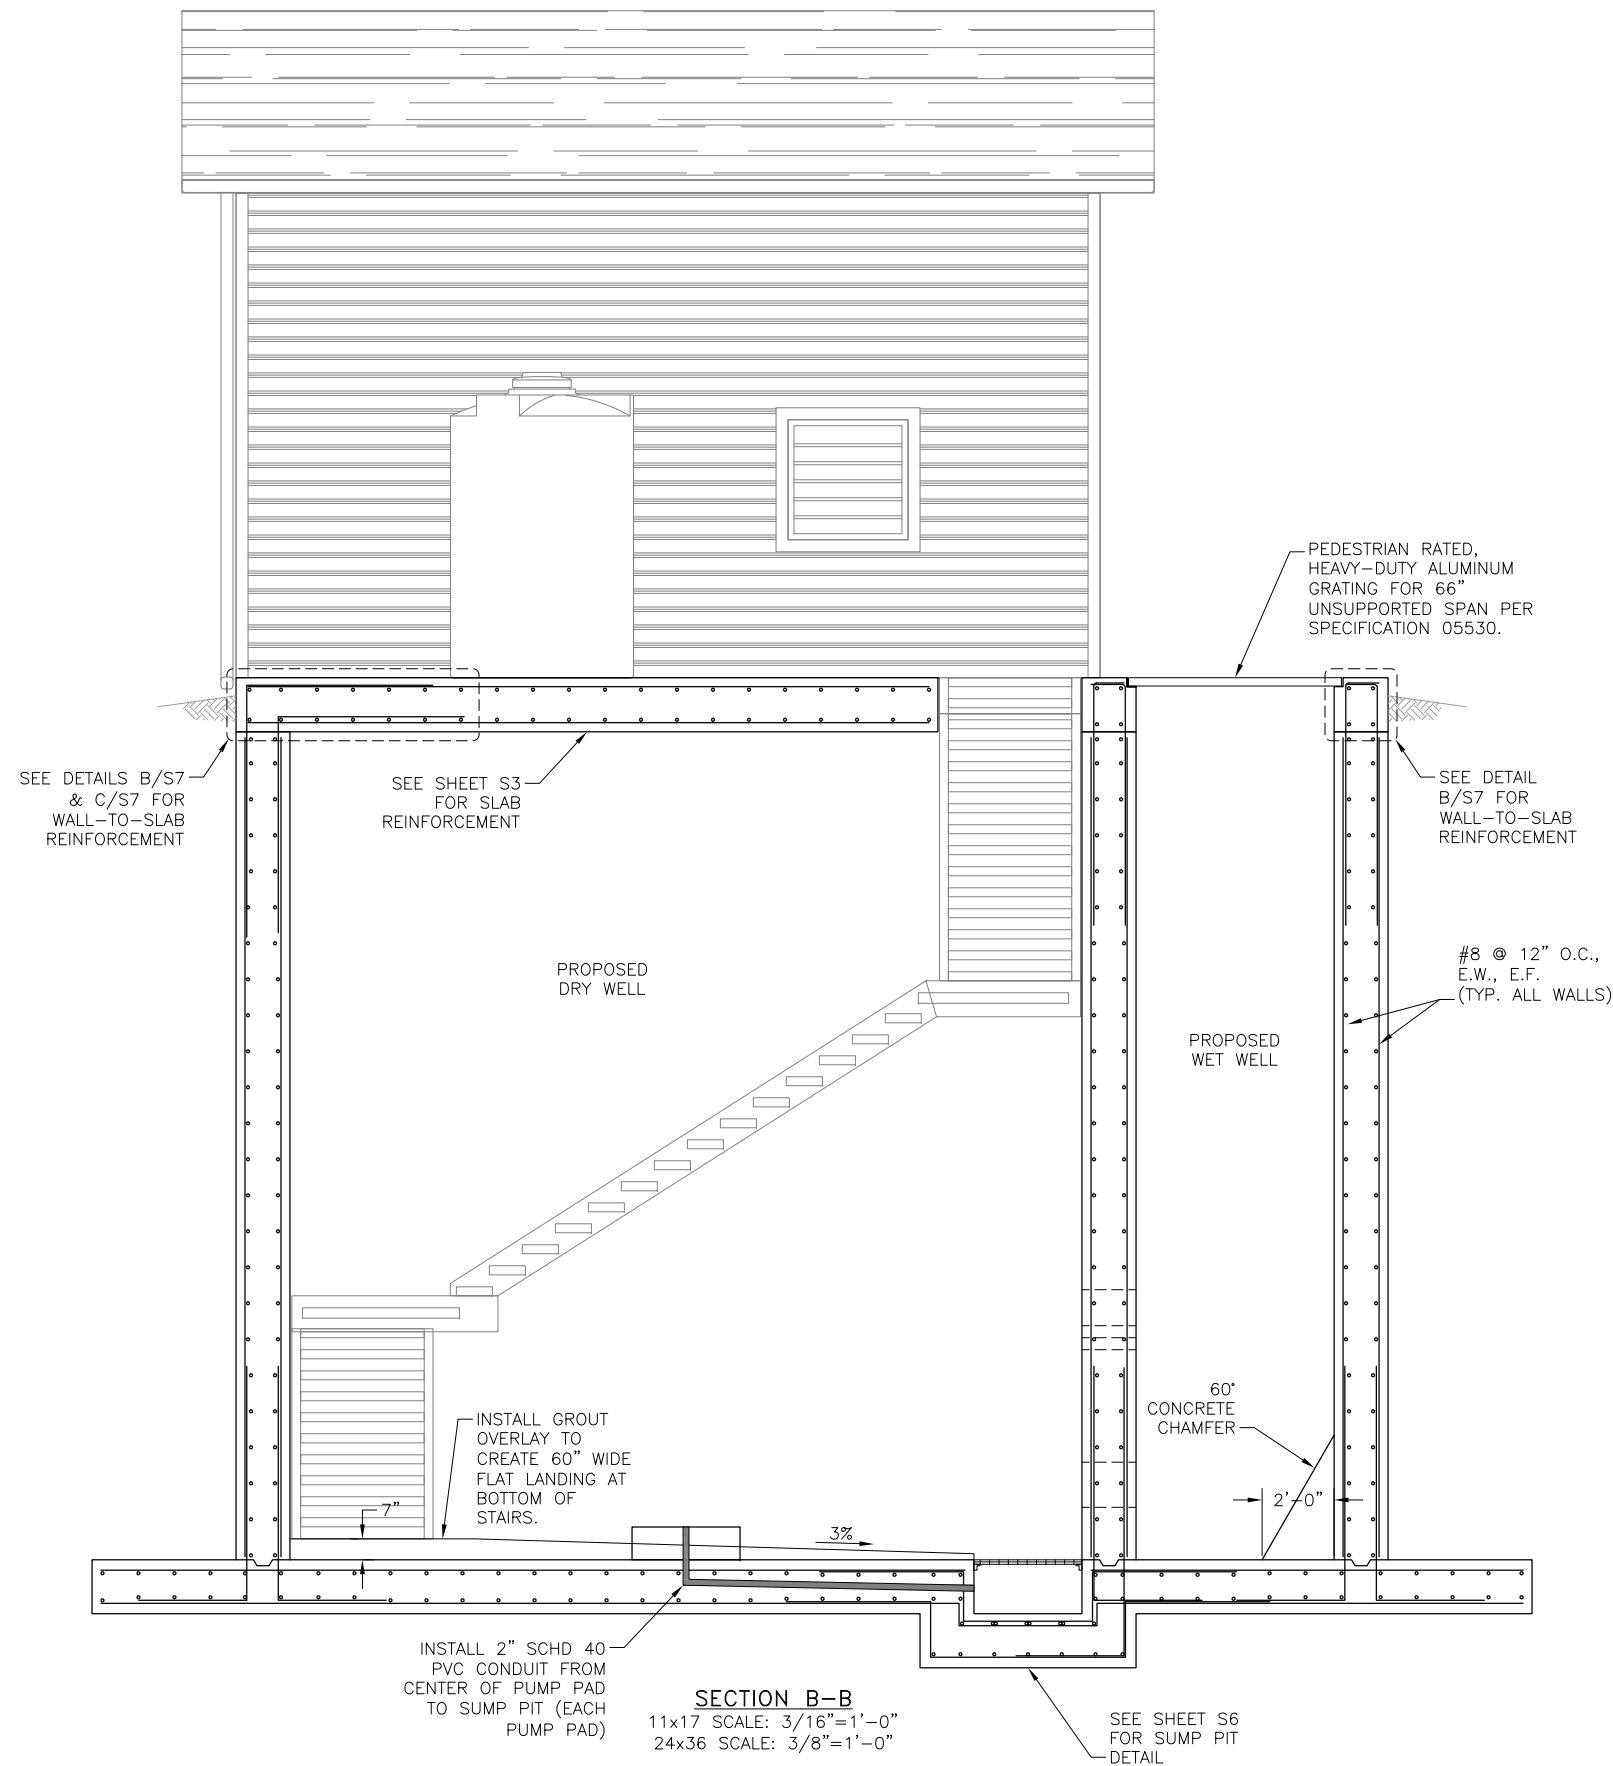 PEDESTRIAN RATED,
HEAVY-DUTY ALUMINUM
GRATING FOR 66"
UNSUPPORTED SPAN PER
SPECIFICATION 05530.
SEE DETAILS B/S7
& C/S7 FOR
WALL-TO-SLAB
REINFORCEMENT
SEE SHEET S3
FOR SLAB
REINFORCEMENT
SEE DETAIL
B/S7 FOR
WALL-TO-SLAB
REINFORCEMENT
PROPOSED
DRY WELL
#8 @ 12" O.C.,
E.W., E.F.
(TYP. ALL WALLS)
PROPOSED
WET WELL
60°
CONCRETE
CHAMFER
2'-0"
INSTALL GROUT
OVERLAY TO
CREATE 60" WIDE
FLAT LANDING AT
BOTTOM OF
STAIRS.
7"
3%
INSTALL 2" SCHD 40
PVC CONDUIT FROM
CENTER OF PUMP PAD
TO SUMP PIT (EACH
PUMP PAD)
SECTION B-B
11x17 SCALE: 3/16"=1'-0"
24x36 SCALE: 3/8"=1'-0"
SEE SHEET S6
FOR SUMP PIT
DETAIL